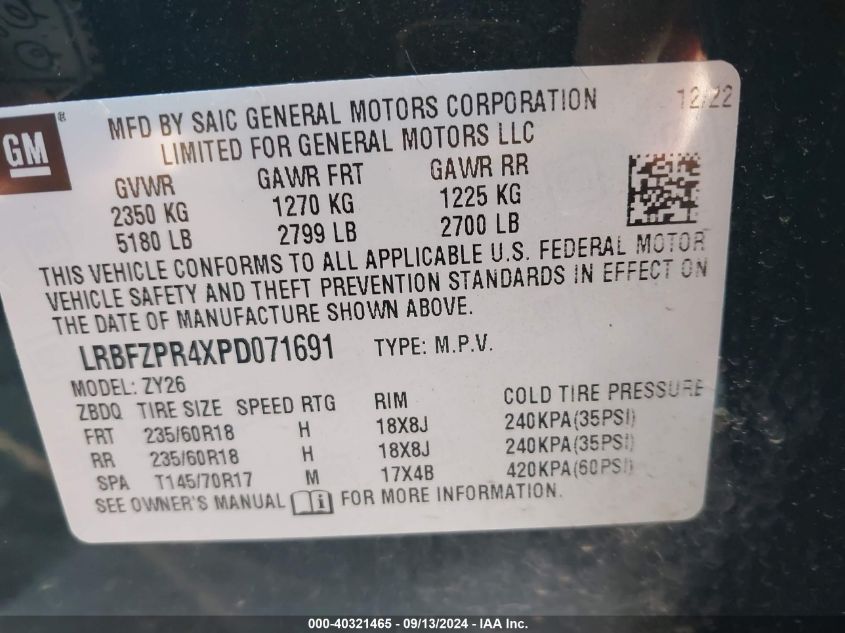 GM ®
MFD BY SAIC GENERAL MOTORS CORPORATION 12/22
LIMITED FOR GENERAL MOTORS LLC
GVWR GAWR FRT GAWR RR
2350 KG 1270 KG 1225 KG
5180 LB 2799 LB 2700 LB
THIS VEHICLE CONFORMS TO ALL APPLICABLE U.S. FEDERAL MOTOR
VEHICLE SAFETY AND THEFT PREVENTION STANDARDS IN EFFECT ON
THE DATE OF MANUFACTURE SHOWN ABOVE.
LRBFZPR4XPD071691 TYPE: M.P.V.
MODEL: ZY26
ZBDQ TIRE SIZE SPEED RTG RIM COLD TIRE PRESSURE
FRT 235/60R18 H 18X8J 240KPA(35PSI)
RR 235/60R18 H 18X8J 240KPA(35PSI)
SPA T145/70R17 M 17X4B 420KPA(60PSI)
SEE OWNER'S MANUAL FOR MORE INFORMATION.
000-40321465 - 09/13/2024 - IAA Inc.